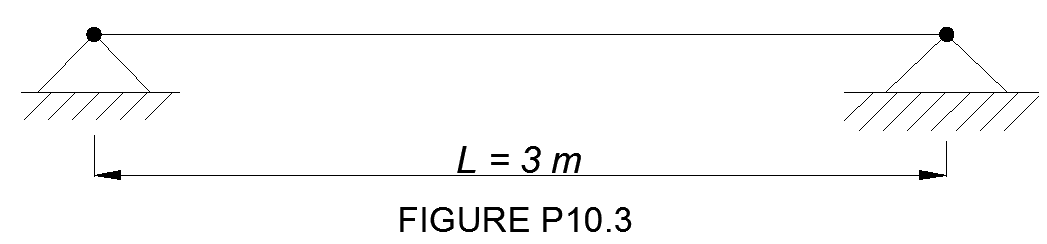 L = 3 m
FIGURE P10.3